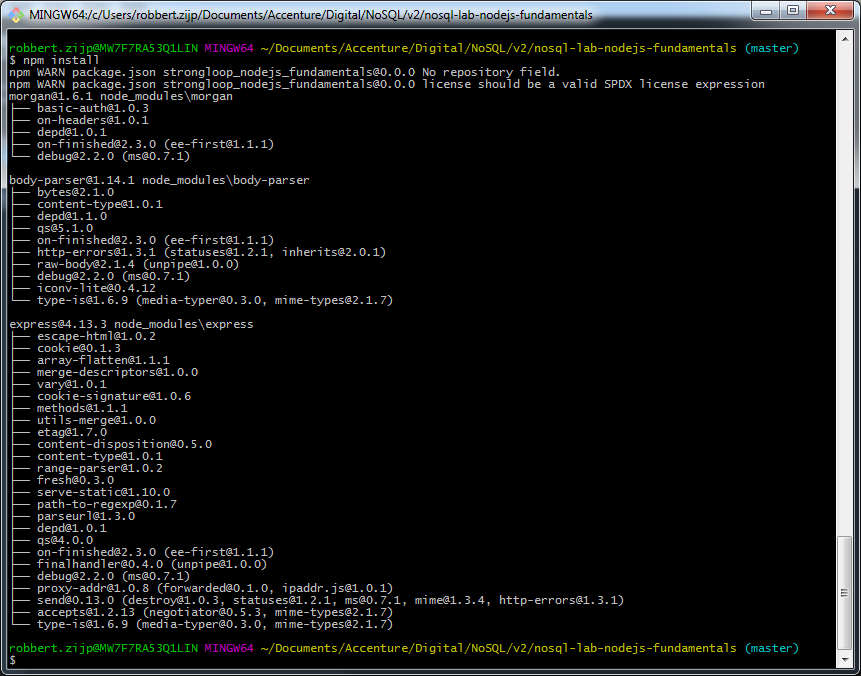 MINGW64:/c/Users/robbert.zijp/Documents/Accenture/Digital/NoSQL/v2/nosql-lab-nodejs-fundamentals
robbert.zijp@MW7F7RA53Q1LIN MINGW64 ~/Documents/Accenture/Digital/NoSQL/v2/nosql-lab-nodejs-fundamentals (master)
$ npm install
npm WARN package.json strongloop_nodejs_fundamentals@0.0.0 No repository field.
npm WARN package.json strongloop_nodejs_fundamentals@0.0.0 license should be a valid SPDX license expression
morgan@1.6.1 node_modules\morgan
├── basic-auth@1.0.3
├── on-headers@1.0.1
├── depd@1.0.1
├── on-finished@2.3.0 (ee-first@1.1.1)
└── debug@2.2.0 (ms@0.7.1)
body-parser@1.14.1 node_modules\body-parser
├── bytes@2.1.0
├── content-type@1.0.1
├── depd@1.1.0
├── qs@5.1.0
├── on-finished@2.3.0 (ee-first@1.1.1)
├── http-errors@1.3.1 (statuses@1.2.1, inherits@2.0.1)
├── raw-body@2.1.4 (unpipe@1.0.0)
├── debug@2.2.0 (ms@0.7.1)
├── iconv-lite@0.4.12
└── type-is@1.6.9 (media-typer@0.3.0, mime-types@2.1.7)
express@4.13.3 node_modules\express
├── escape-html@1.0.2
├── cookie@0.1.3
├── array-flatten@1.1.1
├── merge-descriptors@1.0.0
├── vary@1.0.1
├── cookie-signature@1.0.6
├── methods@1.1.1
├── utils-merge@1.0.0
├── etag@1.7.0
├── content-disposition@0.5.0
├── content-type@1.0.1
├── range-parser@1.0.2
├── fresh@0.3.0
├── serve-static@1.10.0
├── path-to-regexp@0.1.7
├── parseurl@1.3.0
├── depd@1.0.1
├── qs@4.0.0
├── on-finished@2.3.0 (ee-first@1.1.1)
├── finalhandler@0.4.0 (unpipe@1.0.0)
├── debug@2.2.0 (ms@0.7.1)
├── proxy-addr@1.0.8 (forwarded@0.1.0, ipaddr.js@1.0.1)
├── send@0.13.0 (destroy@1.0.3, statuses@1.2.1, ms@0.7.1, mime@1.3.4, http-errors@1.3.1)
├── accepts@1.2.13 (negotiator@0.5.3, mime-types@2.1.7)
└── type-is@1.6.9 (media-typer@0.3.0, mime-types@2.1.7)
robbert.zijp@MW7F7RA53Q1LIN MINGW64 ~/Documents/Accenture/Digital/NoSQL/v2/nosql-lab-nodejs-fundamentals (master)
$